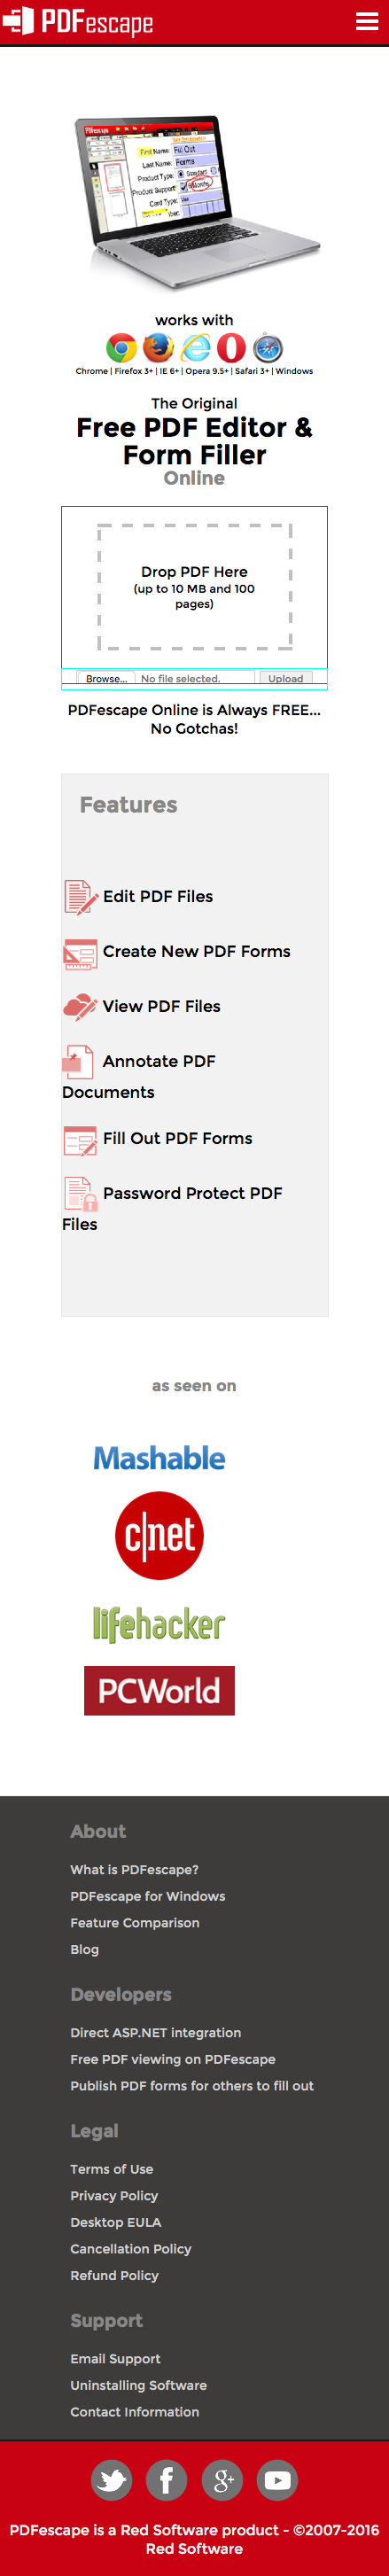 PDFescape
PDFescape
First Name: Fill Out
Last Name: Forms
Product Type: Standard
Product Support: 6 Months
Card Type:
works with
Chrome | Firefox 3+ | IE 6+ | Opera 9.5+ | Safari 3+ | Windows
The Original
Free PDF Editor &
Form Filler
Online
Drop PDF Here
(up to 10 MB and 100
pages)
Browse... No file selected. Upload
PDFescape Online is Always FREE...
No Gotchas!
Features
Edit PDF Files
Create New PDF Forms
View PDF Files
Annotate PDF
Documents
Fill Out PDF Forms
Password Protect PDF
Files
as seen on
Mashable
c|net
lifehacker
PCWorld
About
What is PDFescape?
PDFescape for Windows
Feature Comparison
Blog
Developers
Direct ASP.NET integration
Free PDF viewing on PDFescape
Publish PDF forms for others to fill out
Legal
Terms of Use
Privacy Policy
Desktop EULA
Cancellation Policy
Refund Policy
Support
Email Support
Uninstalling Software
Contact Information
PDFescape is a Red Software product - ©2007-2016
Red Software